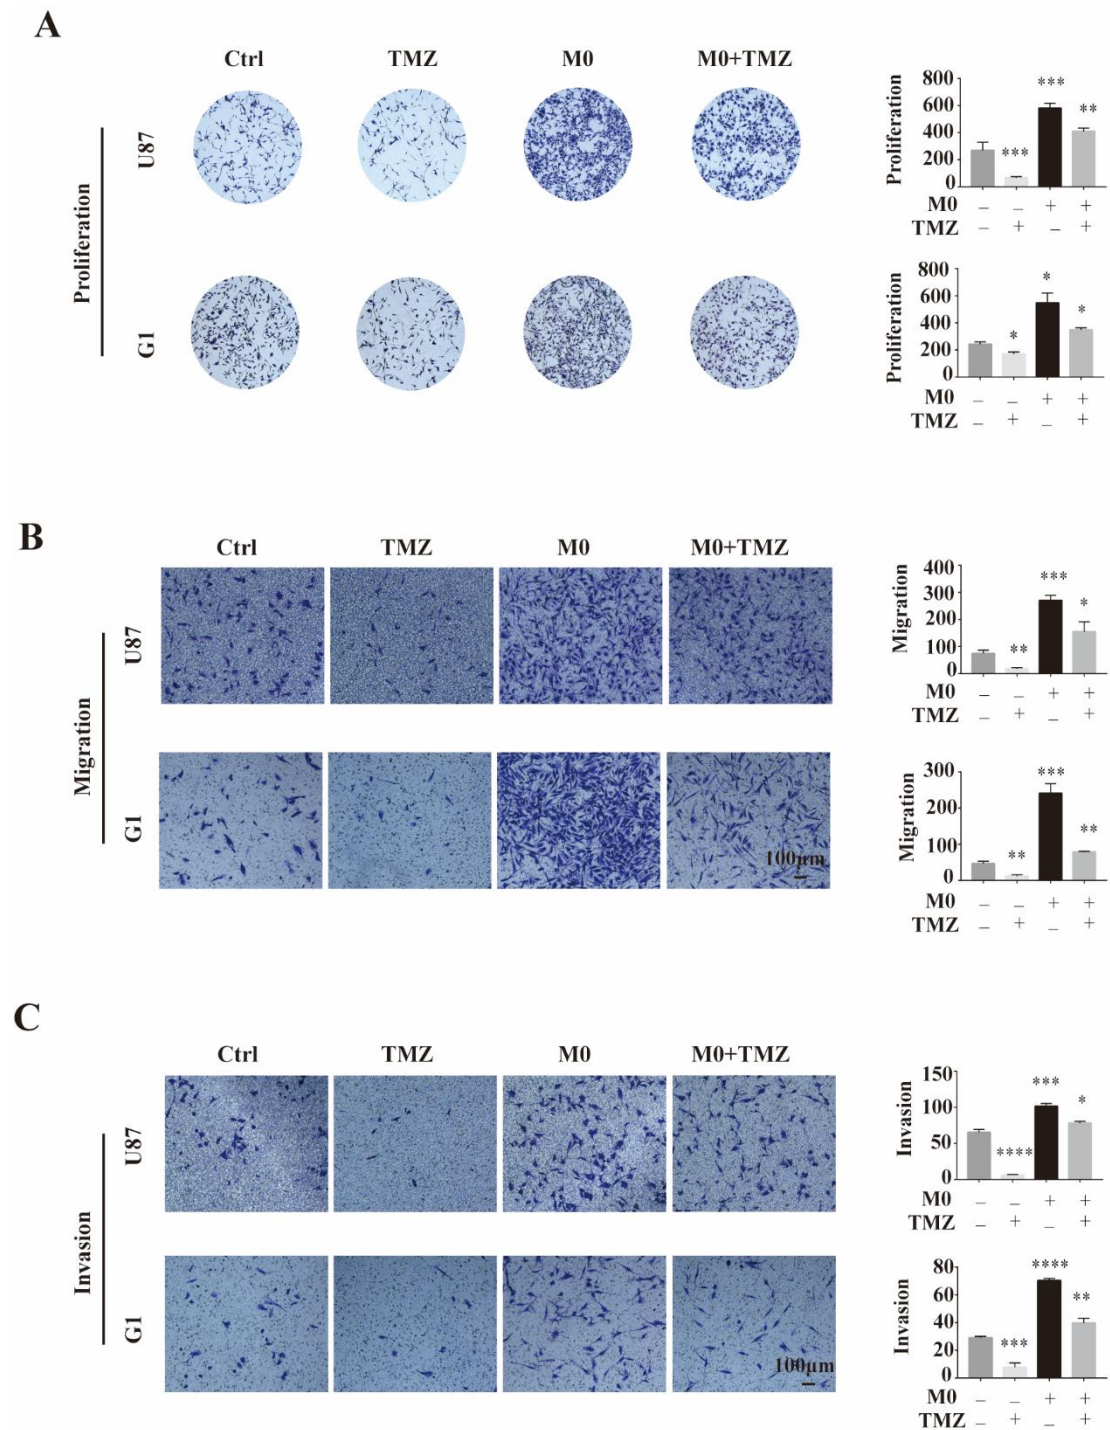 A
Ctrl TMZ M0 M0+TMZ
Proliferation
U87
G1
Proliferation
800
600
400
200
0
*** *** **
M0 – – + +
TMZ – + – +
Proliferation
800
600
400
200
0
* * *
M0 – – + +
TMZ – + – +
B
Ctrl TMZ M0 M0+TMZ
Migration
U87
G1
100μm
Migration
400
300
200
100
0
** *** *
M0 – – + +
TMZ – + – +
Migration
300
200
100
0
** *** **
M0 – – + +
TMZ – + – +
C
Ctrl TMZ M0 M0+TMZ
Invasion
U87
G1
100μm
Invasion
150
100
50
0
**** *** *
M0 – – + +
TMZ – + – +
Invasion
80
60
40
20
0
*** **** **
M0 – – + +
TMZ – + – +